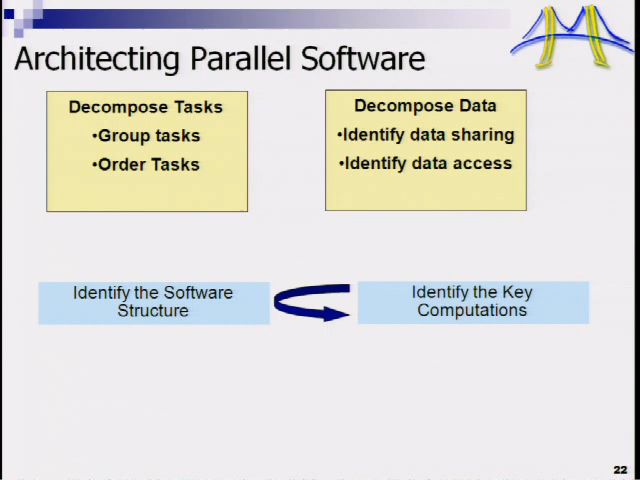 Architecting Parallel Software
Decompose Tasks
•Group tasks
•Order Tasks
Decompose Data
•Identify data sharing
•Identify data access
Identify the Software
Structure
Identify the Key
Computations
22